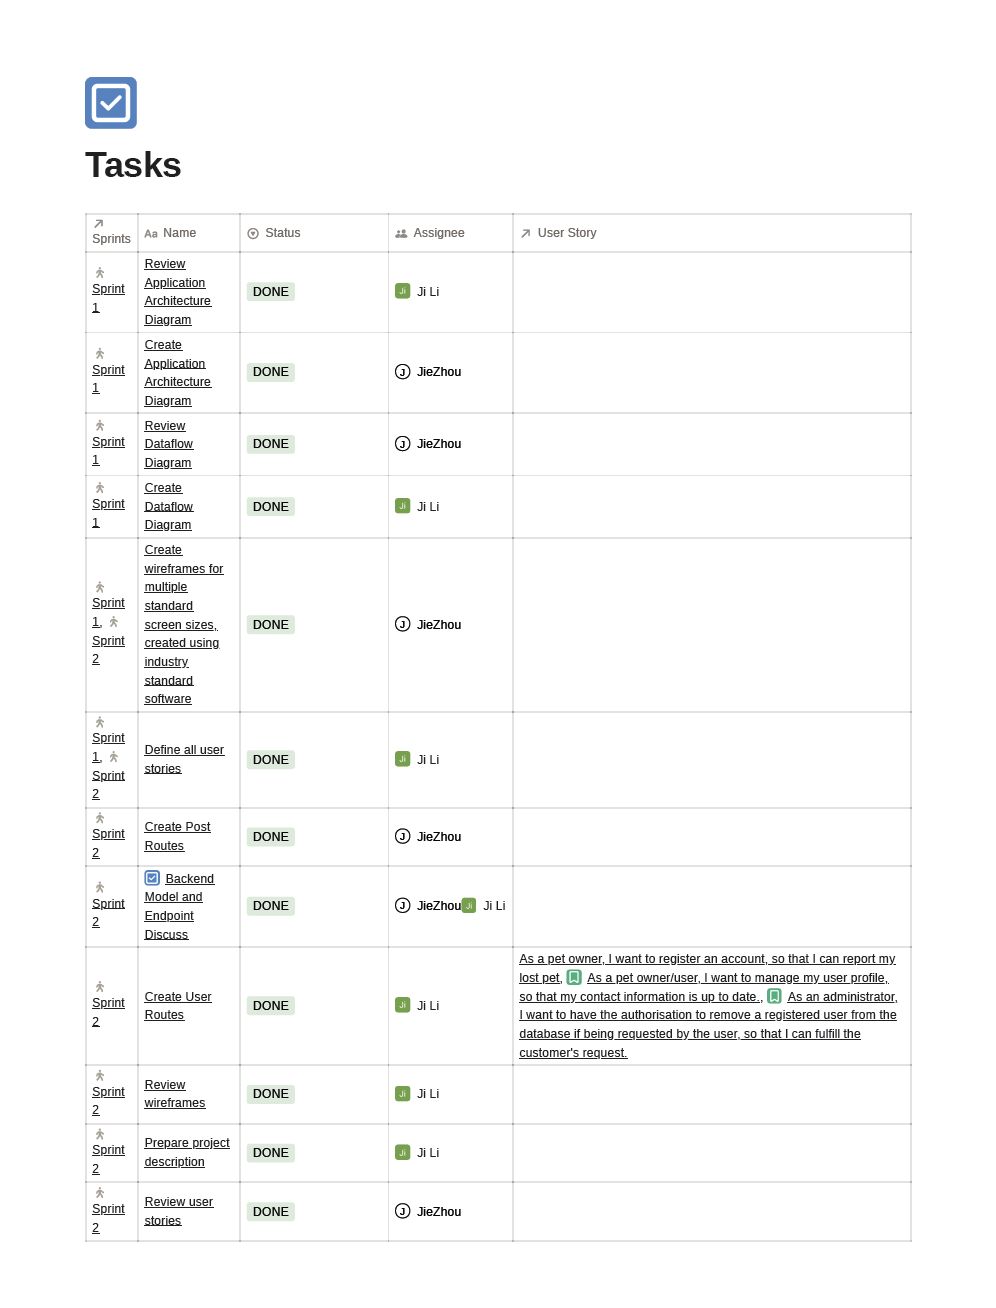 Tasks
Sprints
Aa Name
Status
Assignee
User Story
Sprint
1
Review
Application
Architecture
Diagram
DONE
Ji Ji Li
Sprint
1
Create
Application
Architecture
Diagram
DONE
J JieZhou
Sprint
1
Review
Dataflow
Diagram
DONE
J JieZhou
Sprint
1
Create
Dataflow
Diagram
DONE
Ji Ji Li
Sprint
1,
Sprint
2
Create
wireframes for
multiple
standard
screen sizes,
created using
industry
standard
software
DONE
J JieZhou
Sprint
1,
Sprint
2
Define all user
stories
DONE
Ji Ji Li
Sprint
2
Create Post
Routes
DONE
J JieZhou
Sprint
2
Backend
Model and
Endpoint
Discuss
DONE
J JieZhou Ji Ji Li
Sprint
2
Create User
Routes
DONE
Ji Ji Li
As a pet owner, I want to register an account, so that I can report my
lost pet, As a pet owner/user, I want to manage my user profile,
so that my contact information is up to date., As an administrator,
I want to have the authorisation to remove a registered user from the
database if being requested by the user, so that I can fulfill the
customer's request.
Sprint
2
Review
wireframes
DONE
Ji Ji Li
Sprint
2
Prepare project
description
DONE
Ji Ji Li
Sprint
2
Review user
stories
DONE
J JieZhou